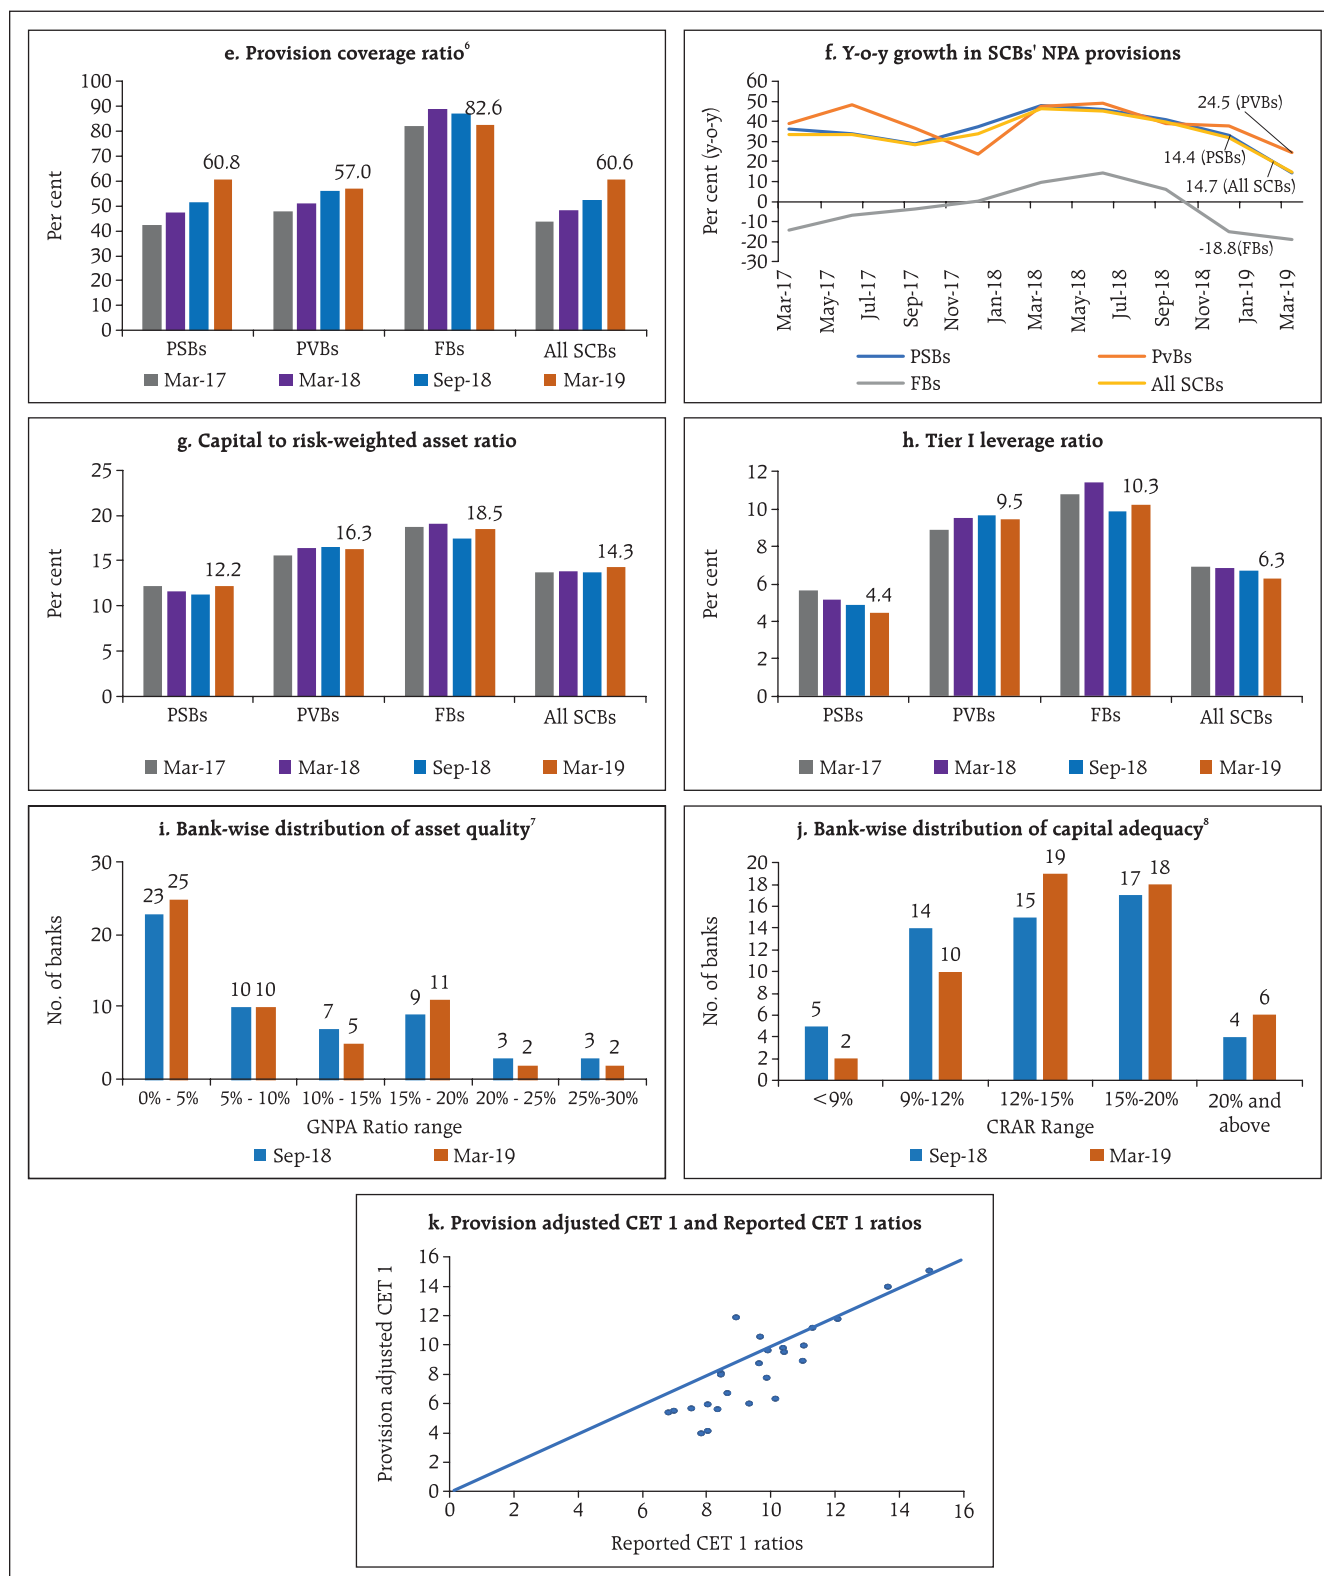 e. Provision coverage ratio6
Per cent
100
90
80
70
60
50
40
30
20
10
0
60.8
57.0
82.6
60.6
PSBs PVBs FBs All SCBs
Mar-17 Mar-18 Sep-18 Mar-19
f. Y-o-y growth in SCBs' NPA provisions
Per cent (y-o-y)
60
50
40
30
20
10
0
-10
-20
-30
24.5 (PVBs)
14.4 (PSBs)
14.7 (All SCBs)
-18.8(FBs)
Mar-17 May-17 Jul-17 Sep-17 Nov-17 Jan-18 Mar-18 May-18 Jul-18 Sep-18 Nov-18 Jan-19 Mar-19
PSBs PvBs
FBs All SCBs
g. Capital to risk-weighted asset ratio
Per cent
25
20
15
10
5
0
12.2
16.3
18.5
14.3
PSBs PVBs FBs All SCBs
Mar-17 Mar-18 Sep-18 Mar-19
h. Tier I leverage ratio
Per cent
12
10
8
6
4
2
0
4.4
9.5
10.3
6.3
PSBs PVBs FBs All SCBs
Mar-17 Mar-18 Sep-18 Mar-19
i. Bank-wise distribution of asset quality7
No. of banks
30
20
10
0
23 25
10 10
7 5
9 11
3 2
3 2
0% - 5% 5% - 10% 10% - 15% 15% - 20% 20% - 25% 25%-30%
GNPA Ratio range
Sep-18 Mar-19
j. Bank-wise distribution of capital adequacy8
No. of banks
20
18
16
14
12
10
8
6
4
2
0
5 2
14 10
15 19
17 18
4 6
<9% 9%-12% 12%-15% 15%-20% 20% and
above
CRAR Range
Sep-18 Mar-19
k. Provision adjusted CET 1 and Reported CET 1 ratios
Provision adjusted CET 1
16
14
12
10
8
6
4
2
0
0 2 4 6 8 10 12 14 16
Reported CET 1 ratios